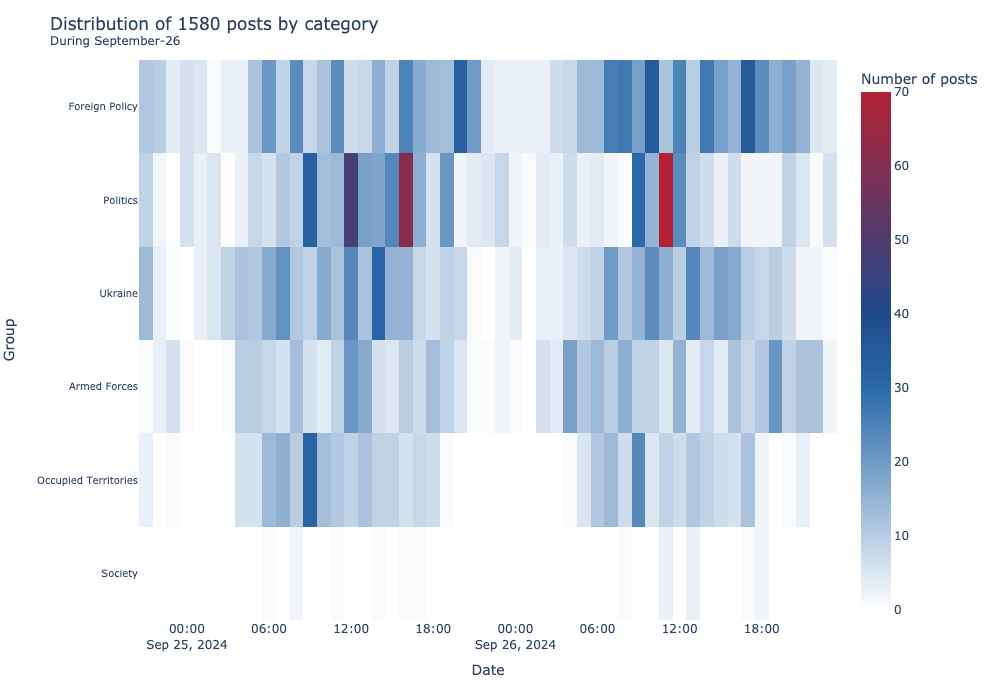 Distribution of 1580 posts by category
During September-26
Number of posts
70
60
50
40
30
20
10
0
Group
Foreign Policy
Politics
Ukraine
Armed Forces
Occupied Territories
Society
00:00 06:00 12:00 18:00 00:00 06:00 12:00 18:00
Sep 25, 2024 Sep 26, 2024
Date